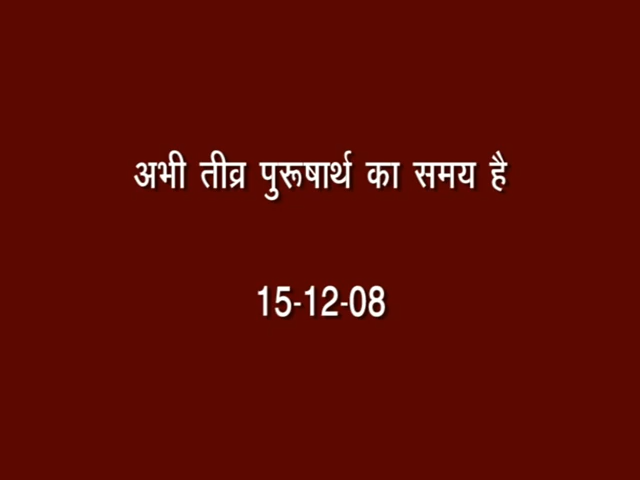 अभी तीव्र पुरूषार्थ का समय है
15-12-08